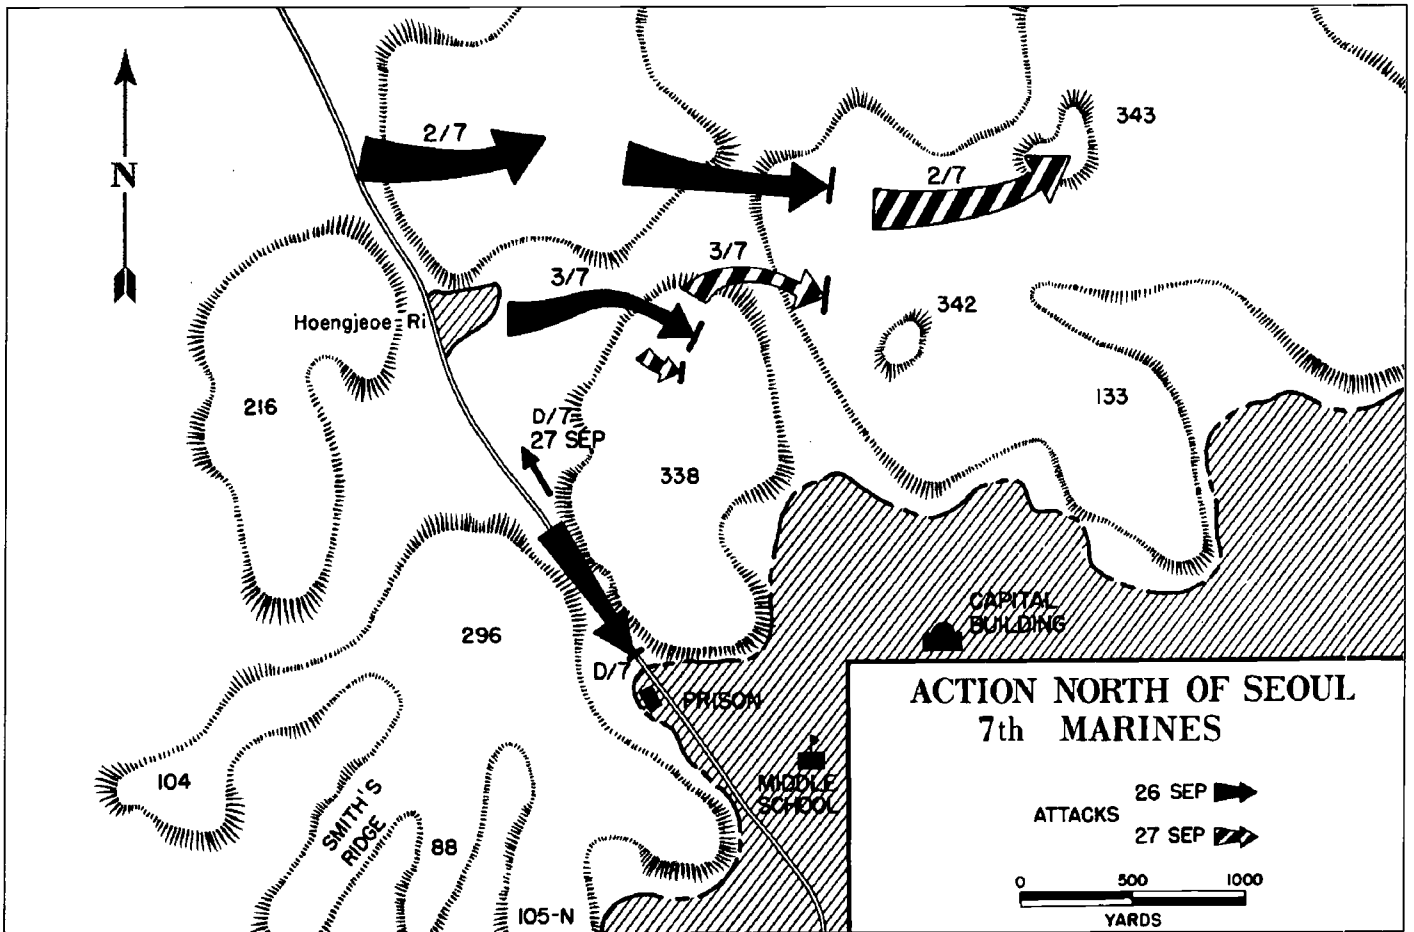 343
2/7
N
2/7
3/7
3/7
342
Hoengjeoe-Ri
133
216
D/7
27 SEP
338
CAPITAL
BUILDING
296
D/7
PRISON
ACTION NORTH OF SEOUL
7th MARINES
104
MIDDLE
SCHOOL
26 SEP
ATTACKS
27 SEP
SMITH'S
RIDGE
88
0 500 1000
YARDS
105-N